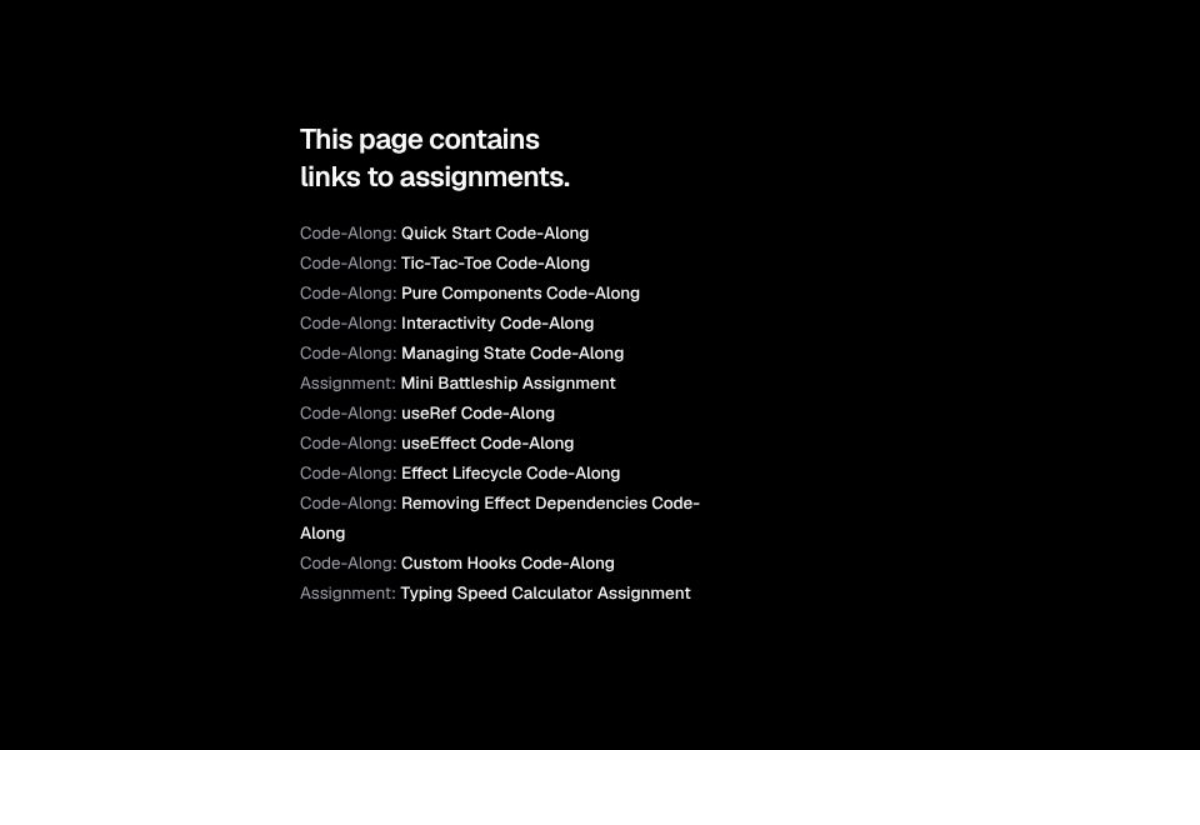 This page contains
links to assignments.
Code-Along: Quick Start Code-Along
Code-Along: Tic-Tac-Toe Code-Along
Code-Along: Pure Components Code-Along
Code-Along: Interactivity Code-Along
Code-Along: Managing State Code-Along
Assignment: Mini Battleship Assignment
Code-Along: useRef Code-Along
Code-Along: useEffect Code-Along
Code-Along: Effect Lifecycle Code-Along
Code-Along: Removing Effect Dependencies Code-
Along
Code-Along: Custom Hooks Code-Along
Assignment: Typing Speed Calculator Assignment